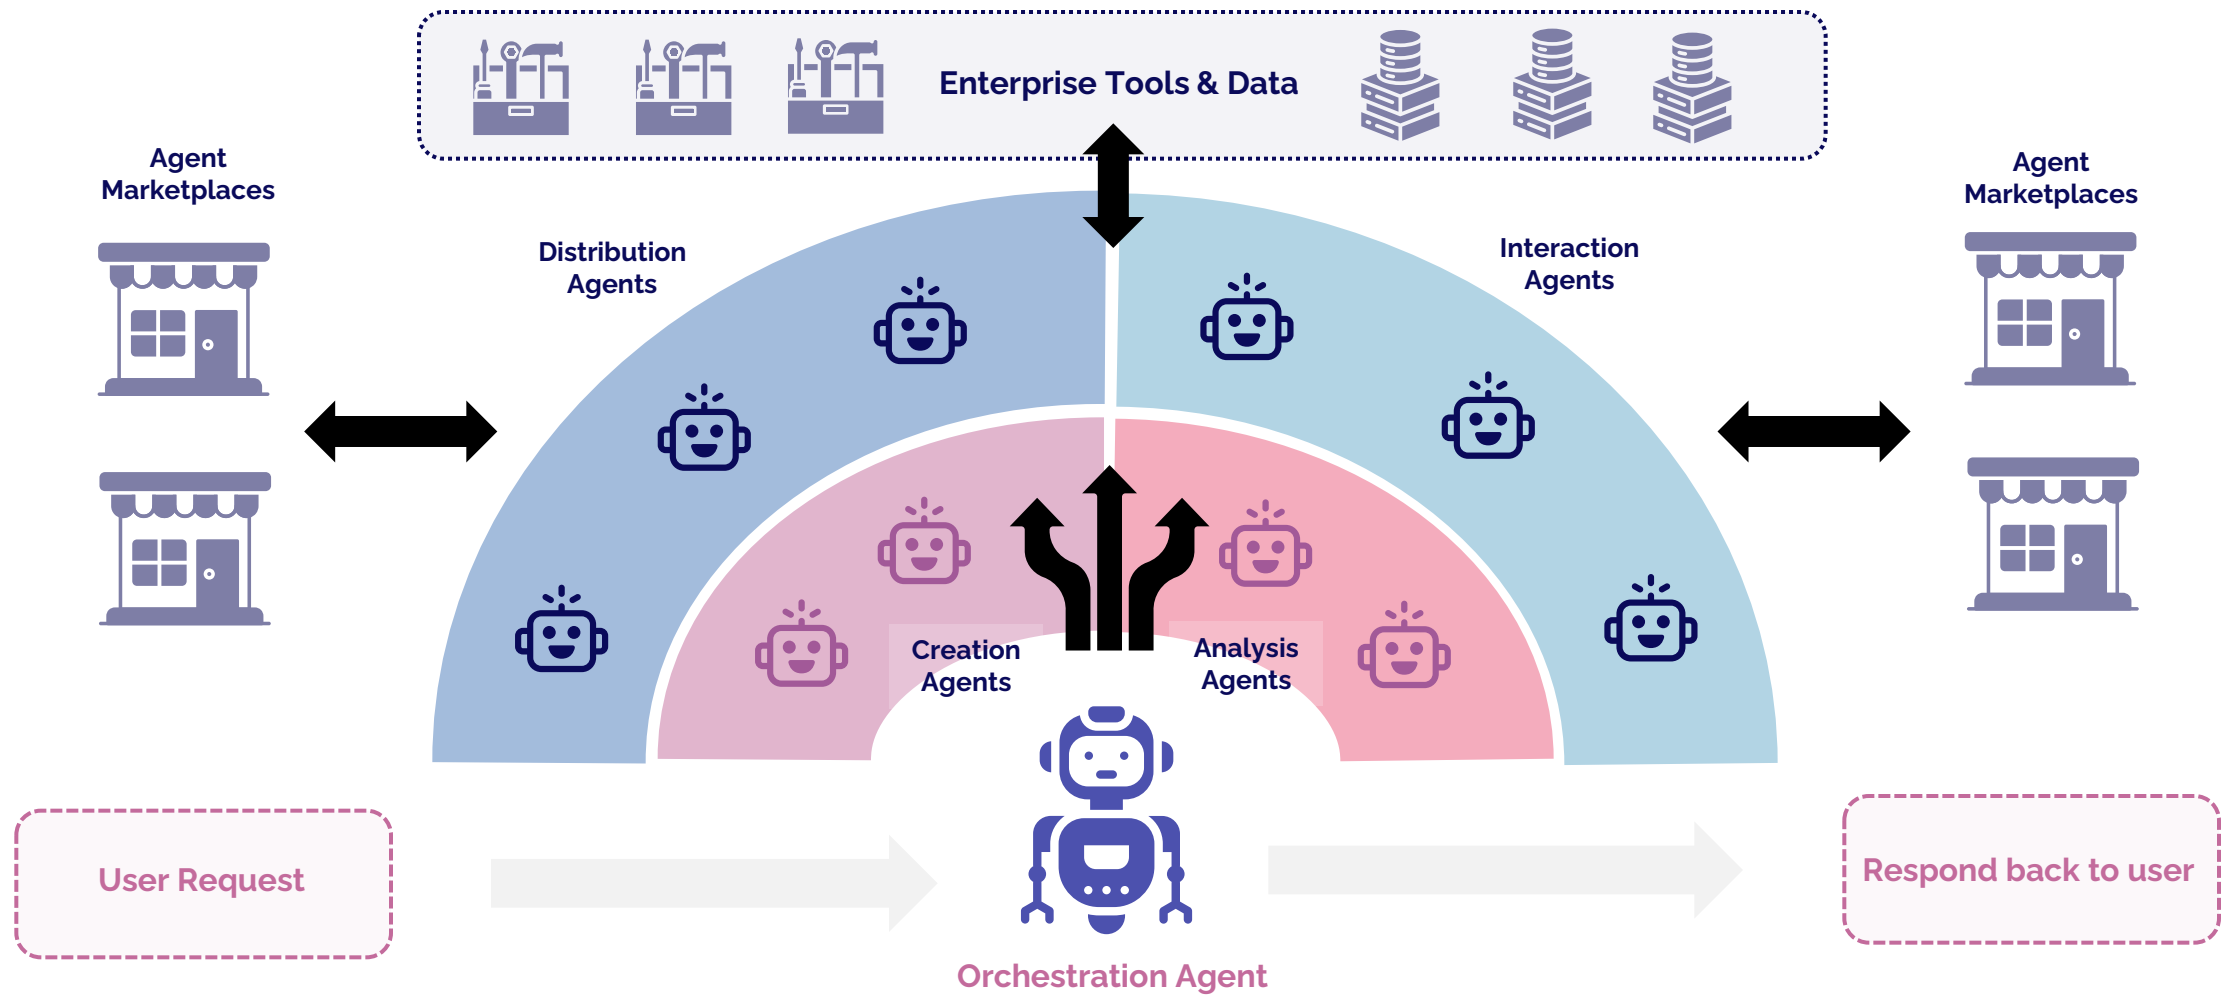 Enterprise Tools & Data
Agent
Marketplaces
Agent
Marketplaces
Distribution
Agents
Interaction
Agents
Creation
Agents
Analysis
Agents
User Request
Respond back to user
Orchestration Agent